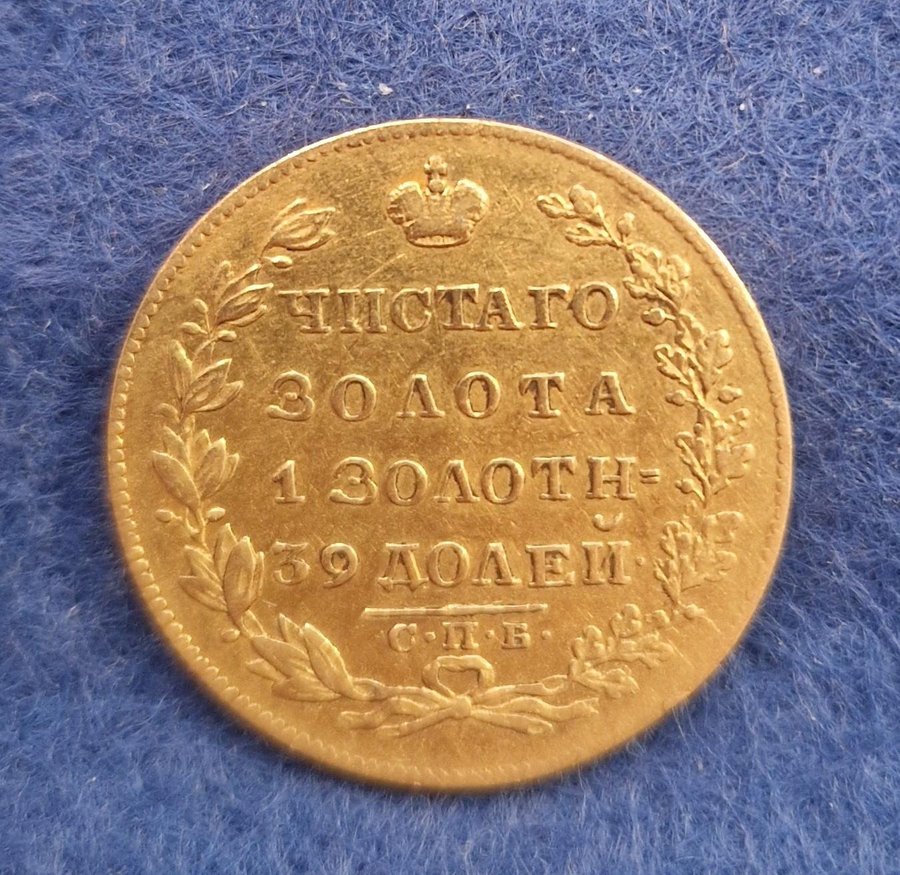 ЧИСТАГО
ЗОЛОТА
1 ЗОЛОТН=
39 ДОЛЕЙ·
С·П·Б·